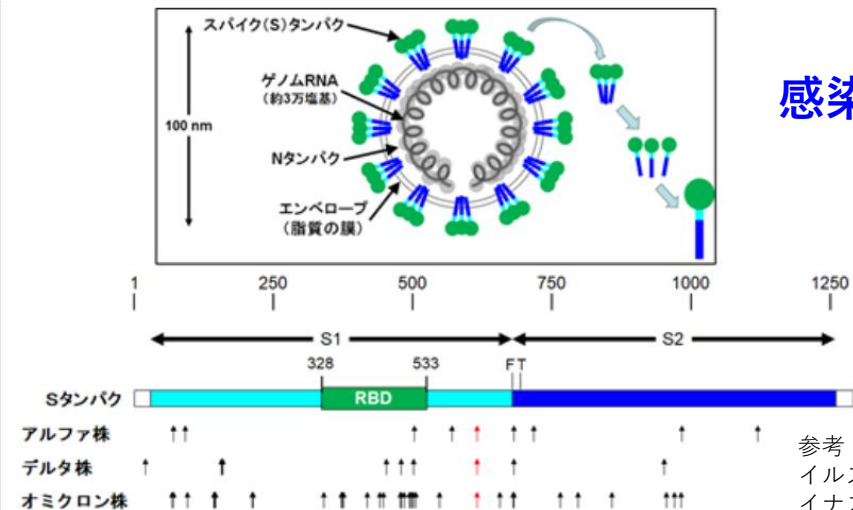 スパイク(S)タンパク
ゲノムRNA
(約3万塩基)
100 nm
Nタンパク
エンベロープ
(脂質の膜)
感染
1 250 500 750 1000 1250
S1 S2
328 533 F T
Sタンパク RBD
アルファ株
デルタ株
オミクロン株
参考
イルス
イナス